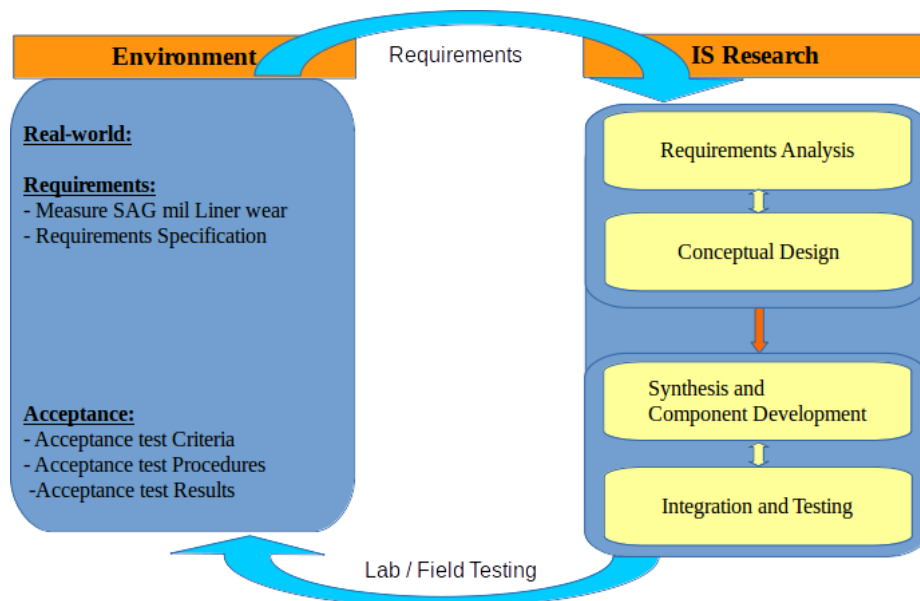 Environment
Requirements
IS Research
Real-world:
Requirements:
- Measure SAG mil Liner wear
- Requirements Specification
Acceptance:
- Acceptance test Criteria
- Acceptance test Procedures
-Acceptance test Results
Requirements Analysis
Conceptual Design
Synthesis and
Component Development
Integration and Testing
Lab / Field Testing